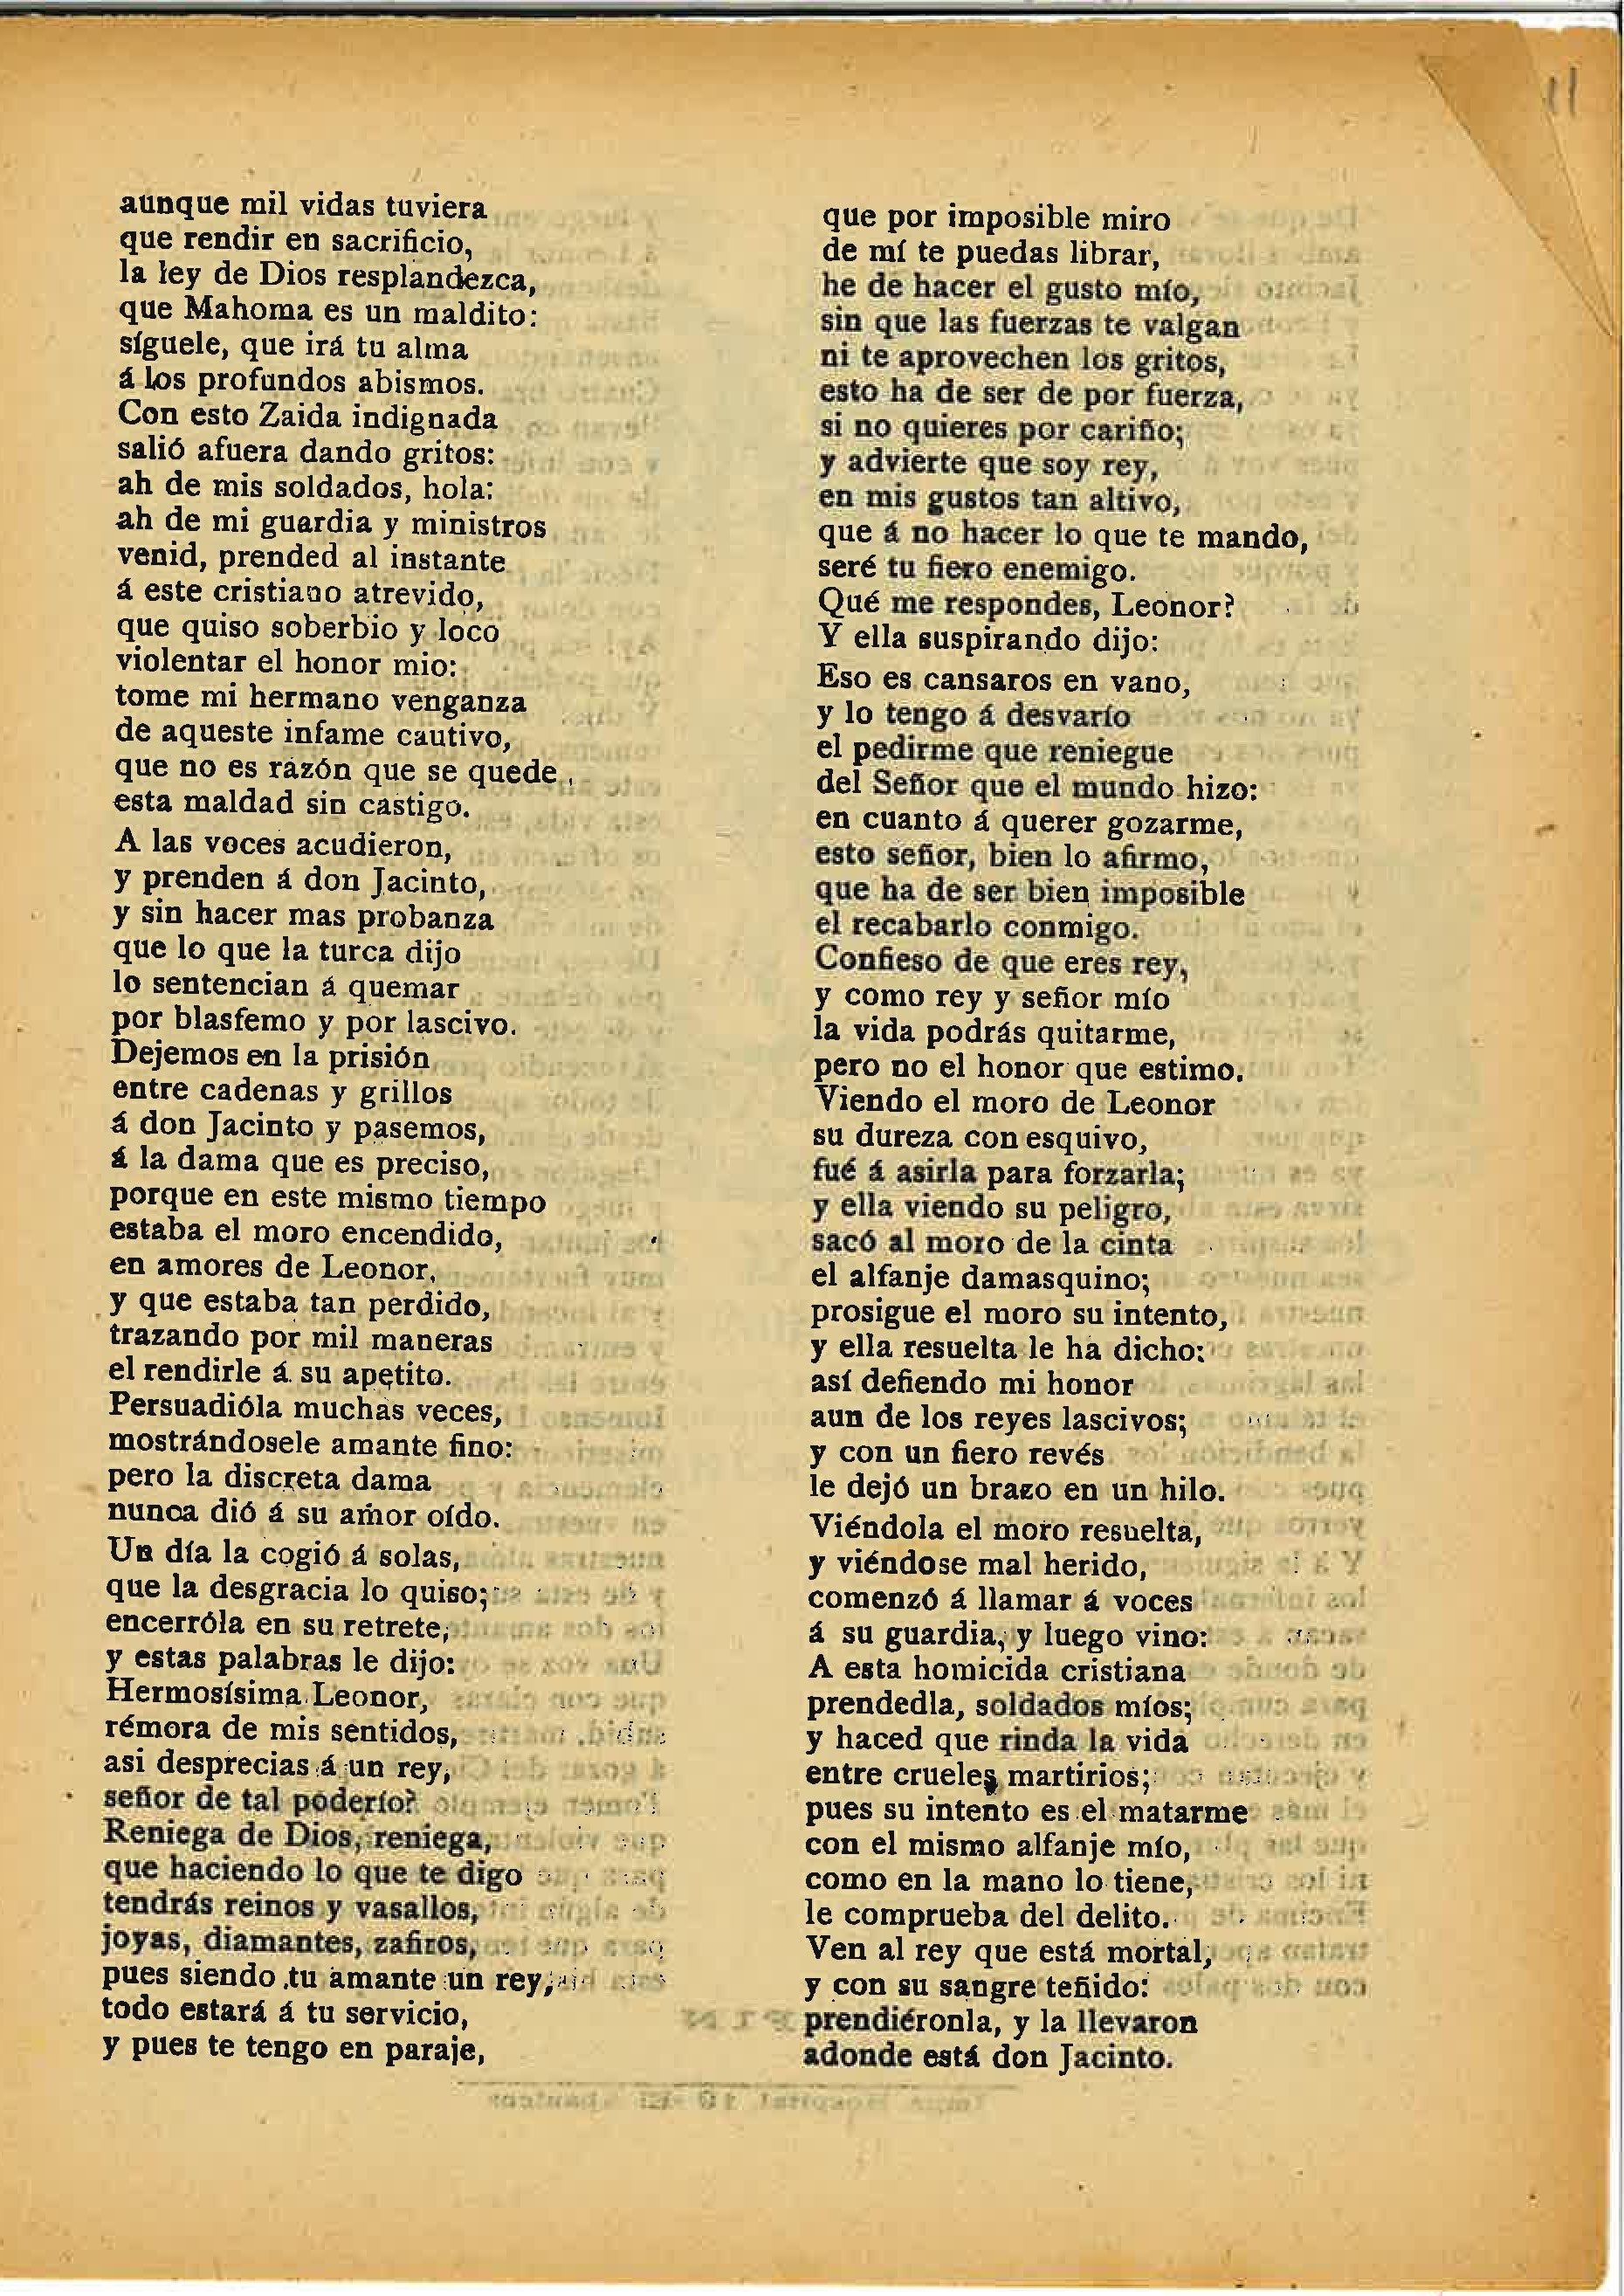 11
aunque mil vidas tuviera
que rendir en sacrificio,
la ley de Dios resplandezca,
que Mahoma es un maldito:
síguele, que irá tu alma
á los profundos abismos.
Con esto Zaida indignada
salió afuera dando gritos:
ah de mis soldados, hola:
ah de mi guardia y ministros
venid, prended al instante
á este cristiano atrevido,
que quiso soberbio y loco
violentar el honor mio:
tome mi hermano venganza
de aqueste infame cautivo,
que no es razón que se quede,
esta maldad sin castigo.
A las voces acudieron,
y prenden á don Jacinto,
y sin hacer mas probanza
que lo que la turca dijo
lo sentencian á quemar
por blasfemo y por lascivo.
Dejemos en la prisión
entre cadenas y grillos
á don Jacinto y pasemos,
á la dama que es preciso,
porque en este mismo tiempo
estaba el moro encendido,
en amores de Leonor,
y que estaba tan perdido,
trazando por mil maneras
el rendirle á su apetito.
Persuadióla muchas veces,
mostrándosele amante fino:
pero la discreta dama
nunca dió á su amor oído.
Un día la cogió á solas,
que la desgracia lo quiso;
encerróla en su retrete,
y estas palabras le dijo:
Hermosísima Leonor,
rémora de mis sentidos,
asi desprecias á un rey,
señor de tal poderío?
Reniega de Dios, reniega,
que haciendo lo que te digo
tendrás reinos y vasallos,
joyas, diamantes, zafiros,
pues siendo tu amante un rey,
todo estará á tu servicio,
y pues te tengo en paraje,
que por imposible miro
de mí te puedas librar,
he de hacer el gusto mío,
sin que las fuerzas te valgan
ni te aprovechen los gritos,
esto ha de ser de por fuerza,
si no quieres por cariño;
y advierte que soy rey,
en mis gustos tan altivo,
que á no hacer lo que te mando,
seré tu fiero enemigo.
Qué me respondes, Leonor?
Y ella suspirando dijo:
Eso es cansaros en vano,
y lo tengo á desvarío
el pedirme que reniegue
del Señor que el mundo hizo:
en cuanto á querer gozarme,
esto señor, bien lo afirmo,
que ha de ser bien imposible
el recabarlo conmigo.
Confieso de que eres rey,
y como rey y señor mío
la vida podrás quitarme,
pero no el honor que estimo.
Viendo el moro de Leonor
su dureza con esquivo,
fué á asirla para forzarla;
y ella viendo su peligro,
sacó al moro de la cinta
el alfanje damasquino;
prosigue el moro su intento,
y ella resuelta le ha dicho:
así defiendo mi honor
aun de los reyes lascivos;
y con un fiero revés
le dejó un brazo en un hilo.
Viéndola el moro resuelta,
y viéndose mal herido,
comenzó á llamar á voces
á su guardia, y luego vino:
A esta homicida cristiana
prendedla, soldados míos;
y haced que rinda la vida
entre crueles martirios;
pues su intento es el matarme
con el mismo alfanje mío,
como en la mano lo tiene,
le comprueba del delito.
Ven al rey que está mortal,
y con su sangre teñido:
prendiéronla, y la llevaron
adonde está don Jacinto.